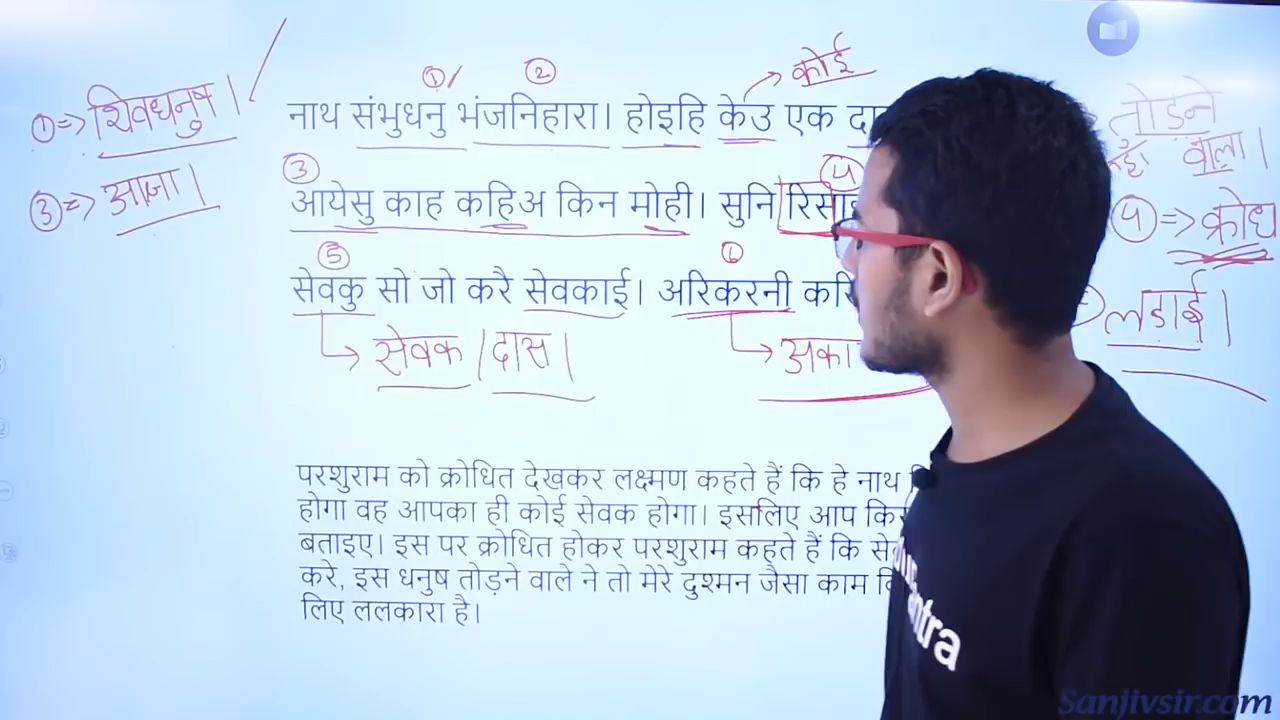 ① ② कोई
①=> शिवधनुष।
नाथ संभुधनु भंजनिहारा। होइहि केउ एक
तोड़ने
वाला।
③=> आज्ञा।
③ ④
आयेसु काह कहिअ किन मोही। सुनि रिसाइ
④=> क्रोध
⑤ ⑥
सेवकु सो जो करै सेवकाई। अरिकरनी करि
लडाई।
सेवक / दास।
परशुराम को क्रोधित देखकर लक्ष्मण कहते हैं कि हे नाथ
होगा वह आपका ही कोई सेवक होगा। इसलिए आप
बताइए। इस पर क्रोधित होकर परशुराम कहते हैं कि
करे, इस धनुष तोड़ने वाले ने तो मेरे दुश्मन जैसा काम
लिए ललकारा है।
Sanjivsir.com